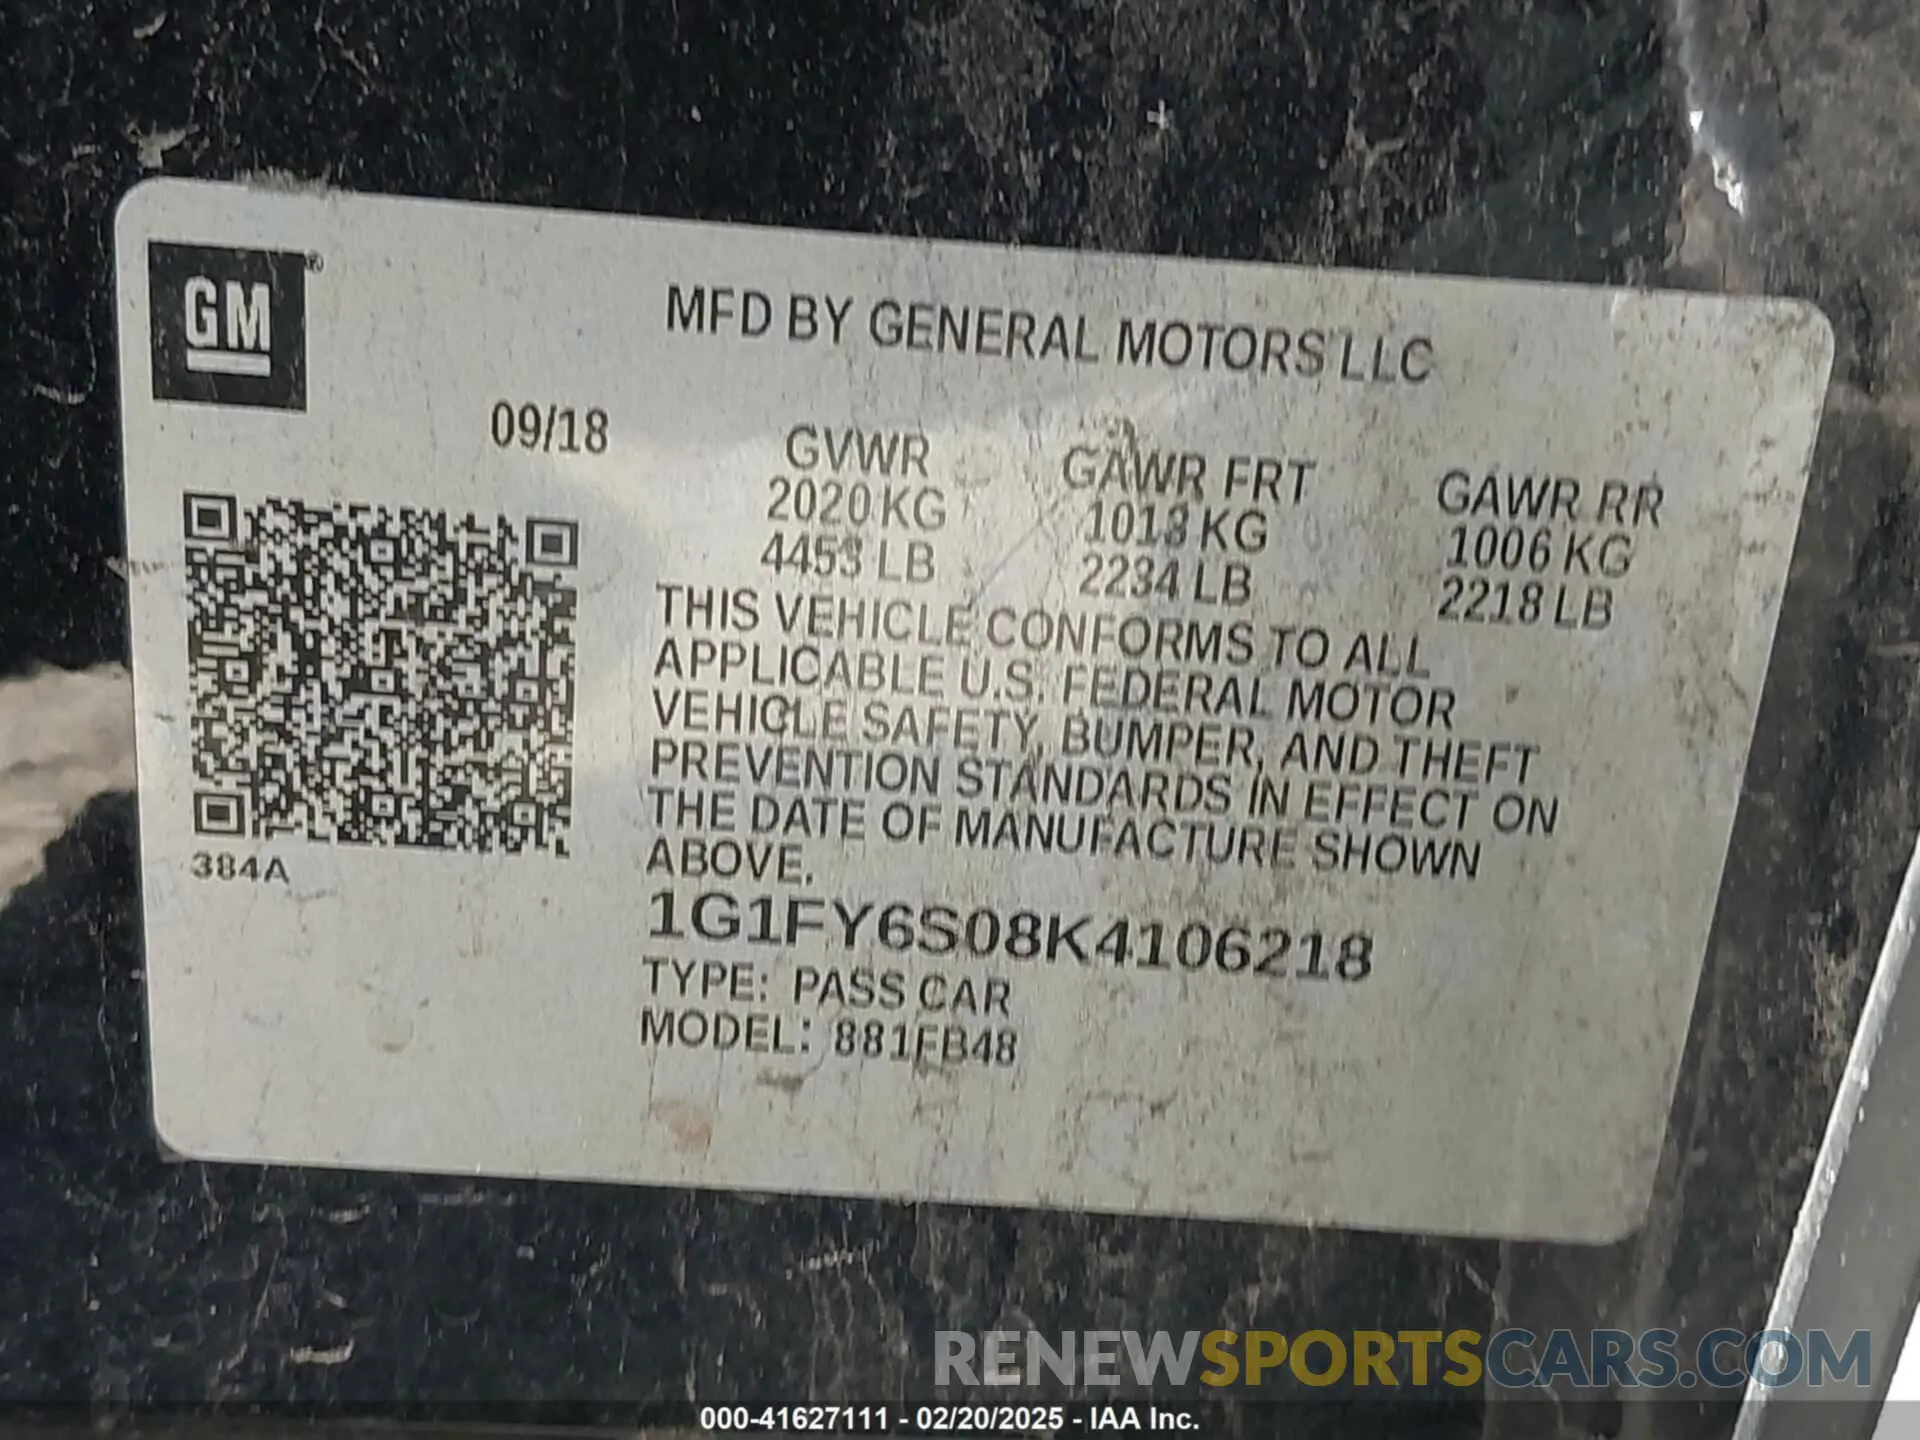 GM®
MFD BY GENERAL MOTORS LLC
09/18
GVWR GAWR FRT GAWR RR
2020 KG 1013 KG 1006 KG
4453 LB 2234 LB 2218 LB
THIS VEHICLE CONFORMS TO ALL
APPLICABLE U.S. FEDERAL MOTOR
VEHICLE SAFETY, BUMPER, AND THEFT
PREVENTION STANDARDS IN EFFECT ON
THE DATE OF MANUFACTURE SHOWN
ABOVE.
384A
1G1FY6S08K4106218
TYPE: PASS CAR
MODEL: 881FB48
RENEWSPORTSCARS.COM
000-41627111 - 02/20/2025 - IAA Inc.